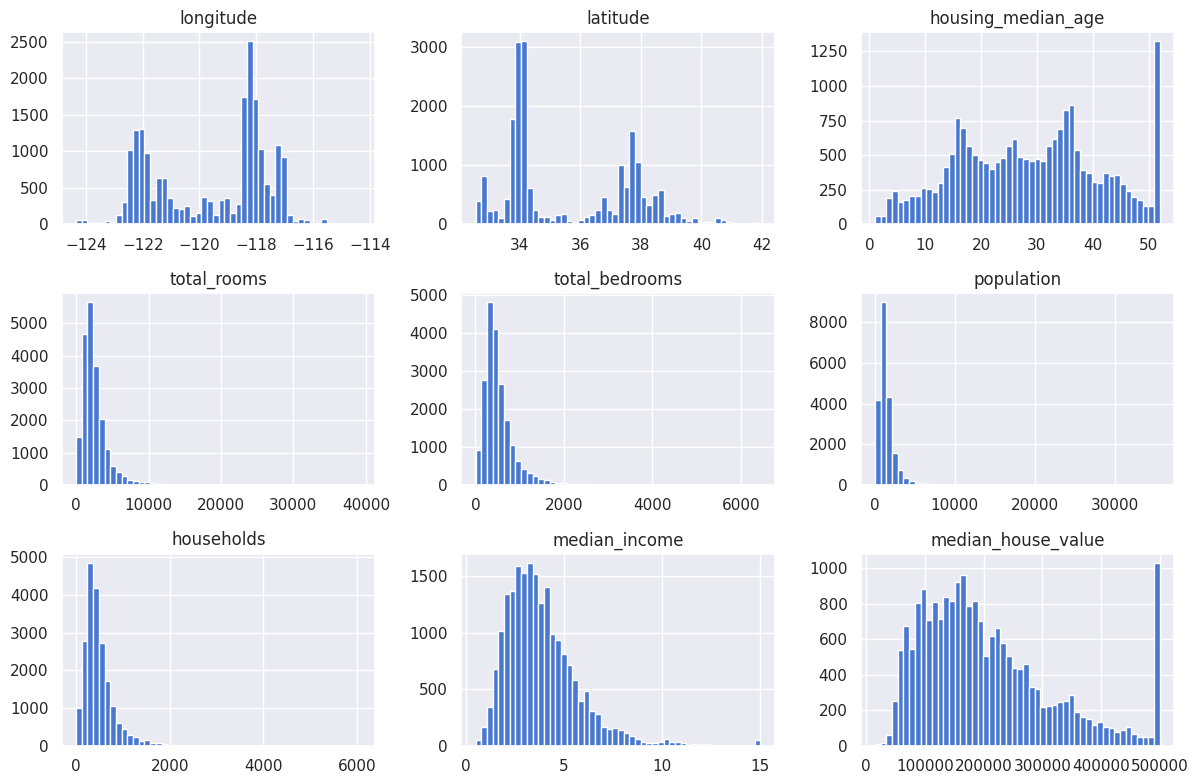 longitude
2500
2000
1500
1000
500
0
−124 −122 −120 −118 −116 −114
latitude
3000
2000
1000
0
34 36 38 40 42
housing_median_age
1250
1000
750
500
250
0
0 10 20 30 40 50
total_rooms
5000
4000
3000
2000
1000
0
0 10000 20000 30000 40000
total_bedrooms
5000
4000
3000
2000
1000
0
0 2000 4000 6000
population
8000
6000
4000
2000
0
0 10000 20000 30000
households
5000
4000
3000
2000
1000
0
0 2000 4000 6000
median_income
1500
1000
500
0
0 5 10 15
median_house_value
1000
800
600
400
200
0
0 100000 200000 300000 400000 500000